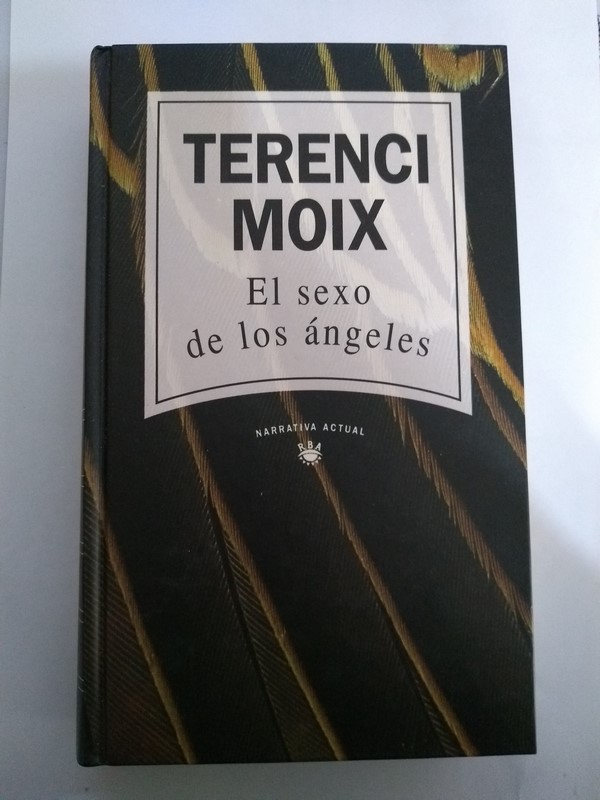 TERENCI
MOIX
El sexo
de los ángeles
NARRATIVA ACTUAL
RBA